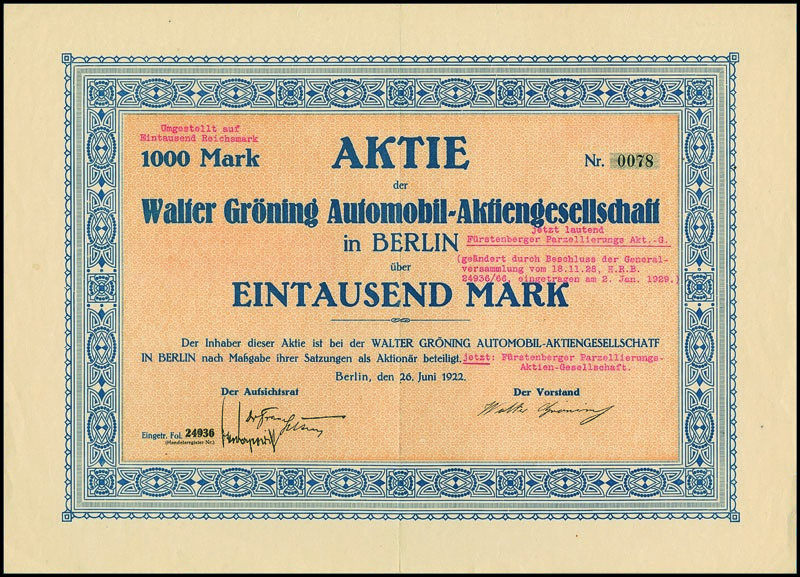 Umgestellt auf
Eintausend Reichsmark
1000 Mark
AKTIE
Nr. 0078
der
Walter Gröning Automobil-Aktiengesellschaft
jetzt lautend
in BERLIN
Fürstenberger Parzellierungs Akt.-G.
(geändert durch Beschluss der General-
versammlung vom 18.11.28, H.R.B.
24936/66, eingetragen am 2. Jan. 1929.)
über
EINTAUSEND MARK
Der Inhaber dieser Aktie ist bei der WALTER GRÖNING AUTOMOBIL-AKTIENGESELLSCHAFT
IN BERLIN nach Maßgabe ihrer Satzungen als Aktionär beteiligt. jetzt: Fürstenberger Parzellierungs-
Aktien-Gesellschaft.
Berlin, den 26. Juni 1922.
Der Aufsichtsrat
Der Vorstand
Walter Gröning
Eingetr. Fol. 24936
(Handelsregister Nr.)